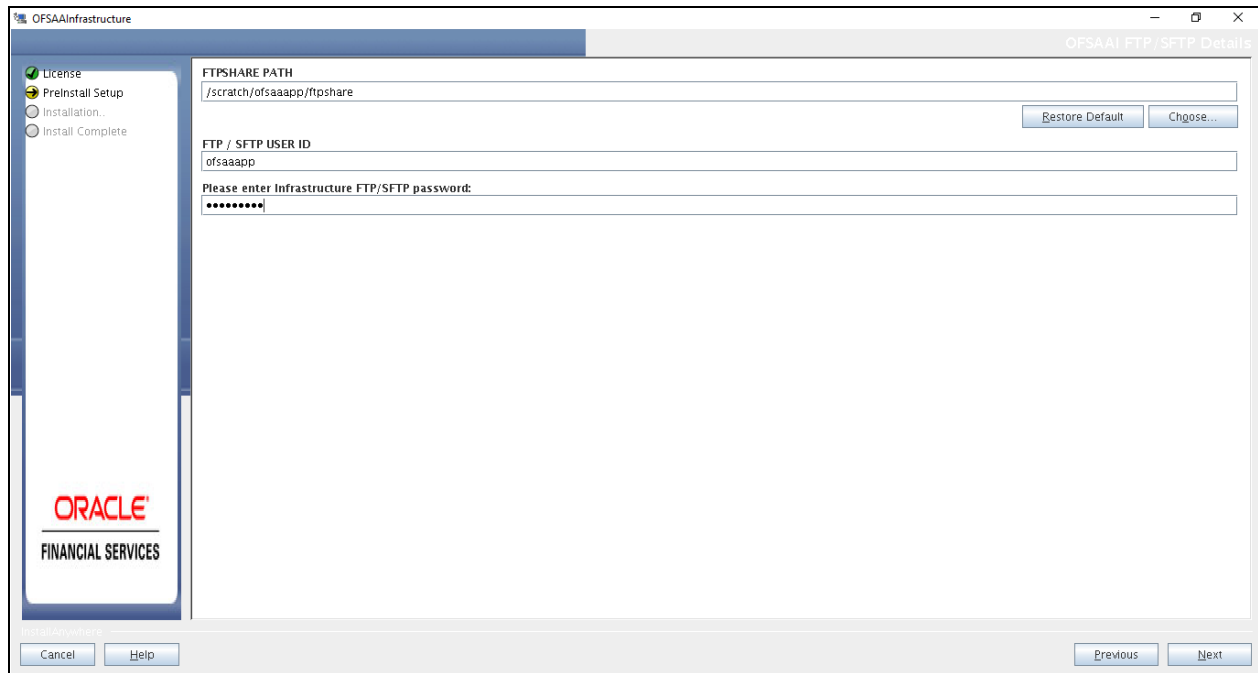 OFSAAInfrastructure
OFSAAI FTP/SFTP Details
License
PreInstall Setup
Installation..
Install Complete
FTPSHARE PATH
/scratch/ofsaaapp/ftpshare
Restore Default Choose...
FTP / SFTP USER ID
ofsaaapp
Please enter Infrastructure FTP/SFTP password:
•••••••••
ORACLE'
FINANCIAL SERVICES
InstallAnywhere
Cancel Help Previous Next